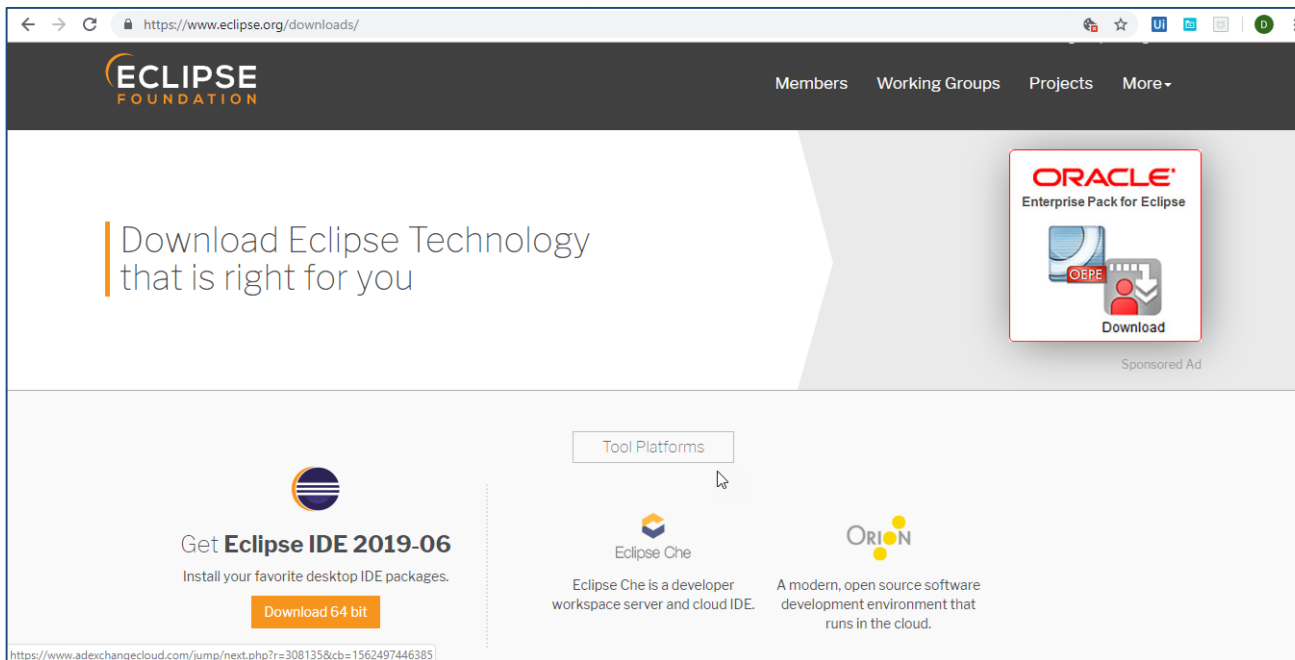 https://www.eclipse.org/downloads/
Ui
D
ECLIPSE
FOUNDATION
Members Working Groups Projects More
ORACLE
Enterprise Pack for Eclipse
OEPE
Download
Sponsored Ad
Download Eclipse Technology
that is right for you
Tool Platforms
Get Eclipse IDE 2019-06
Install your favorite desktop IDE packages.
Download 64 bit
Eclipse Che
Eclipse Che is a developer
workspace server and cloud IDE.
ORION
A modern, open source software
development environment that
runs in the cloud.
https://www.adexchangecloud.com/jump/next.php?r=308135&cb=1562497446385